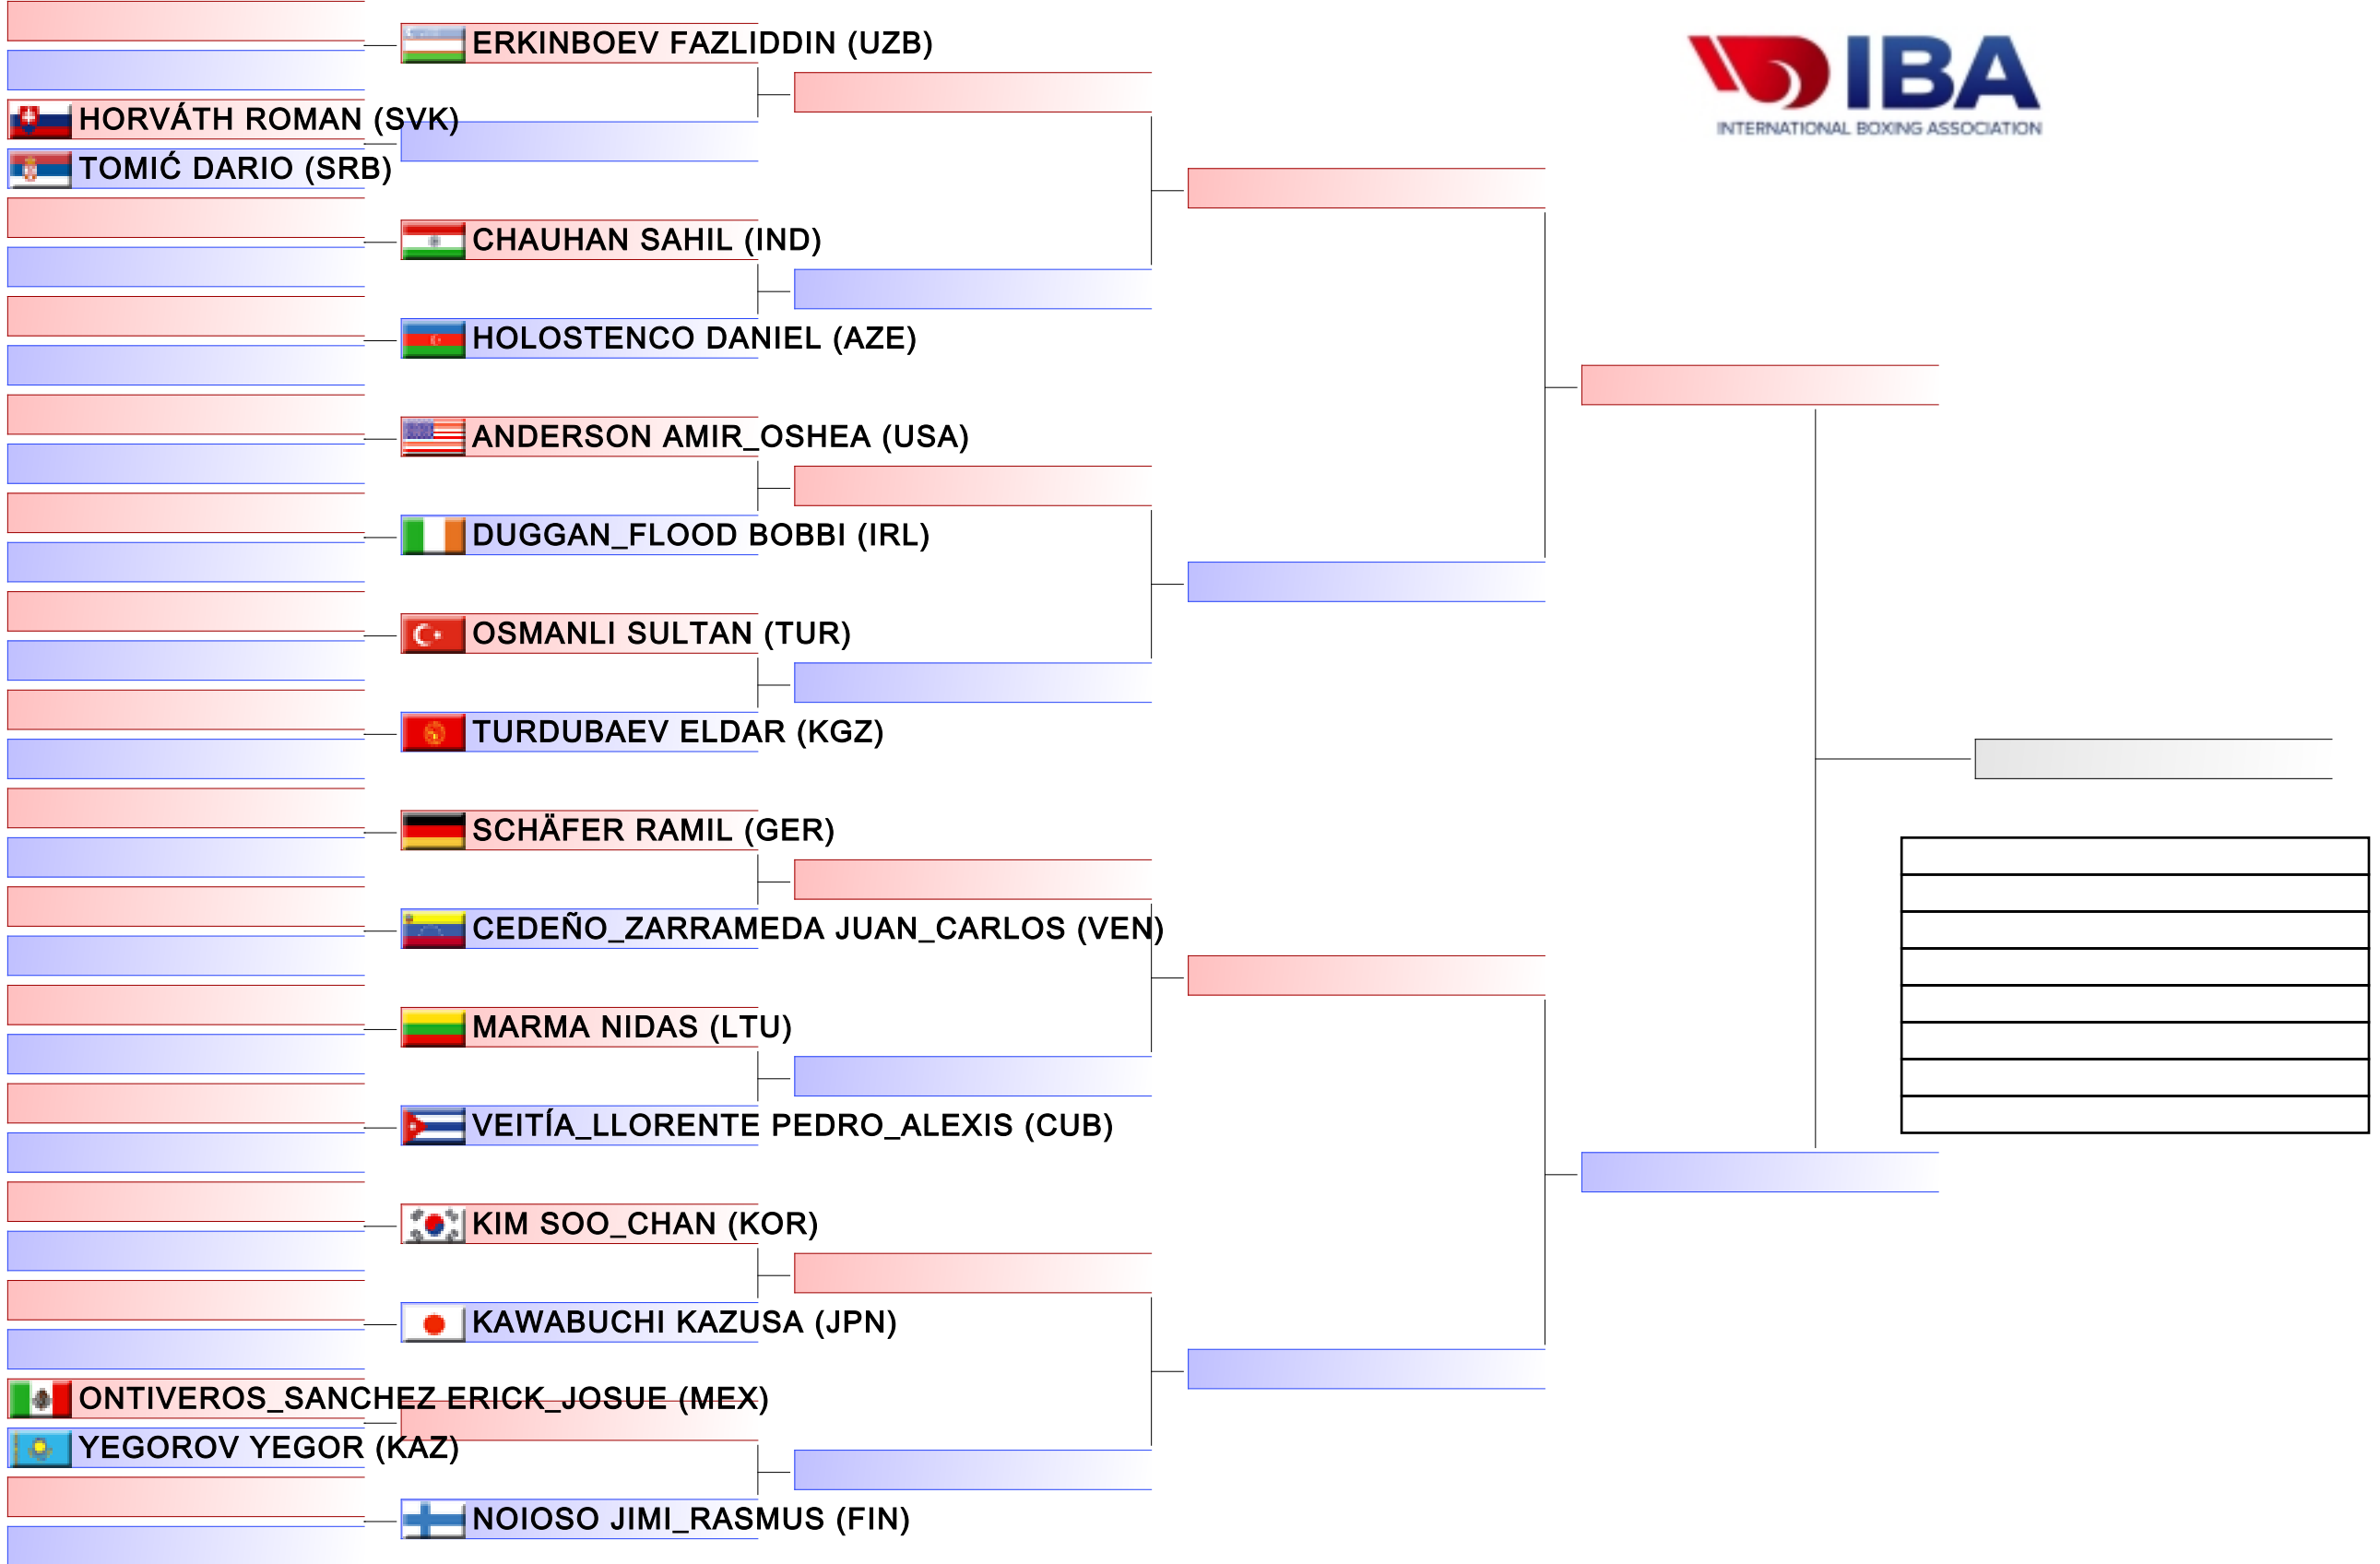 IBA
INTERNATIONAL BOXING ASSOCIATION
ERKINBOEV FAZLIDDIN (UZB)
HORVÁTH ROMAN (SVK)
TOMIĆ DARIO (SRB)
CHAUHAN SAHIL (IND)
HOLOSTENCO DANIEL (AZE)
ANDERSON AMIR_OSHEA (USA)
DUGGAN_FLOOD BOBBI (IRL)
OSMANLI SULTAN (TUR)
TURDUBAEV ELDAR (KGZ)
SCHÄFER RAMIL (GER)
CEDEÑO_ZARRAMEDA JUAN_CARLOS (VEN)
MARMA NIDAS (LTU)
VEITÍA_LLORENTE PEDRO_ALEXIS (CUB)
KIM SOO_CHAN (KOR)
KAWABUCHI KAZUSA (JPN)
ONTIVEROS_SANCHEZ ERICK_JOSUE (MEX)
YEGOROV YEGOR (KAZ)
NOIOSO JIMI_RASMUS (FIN)